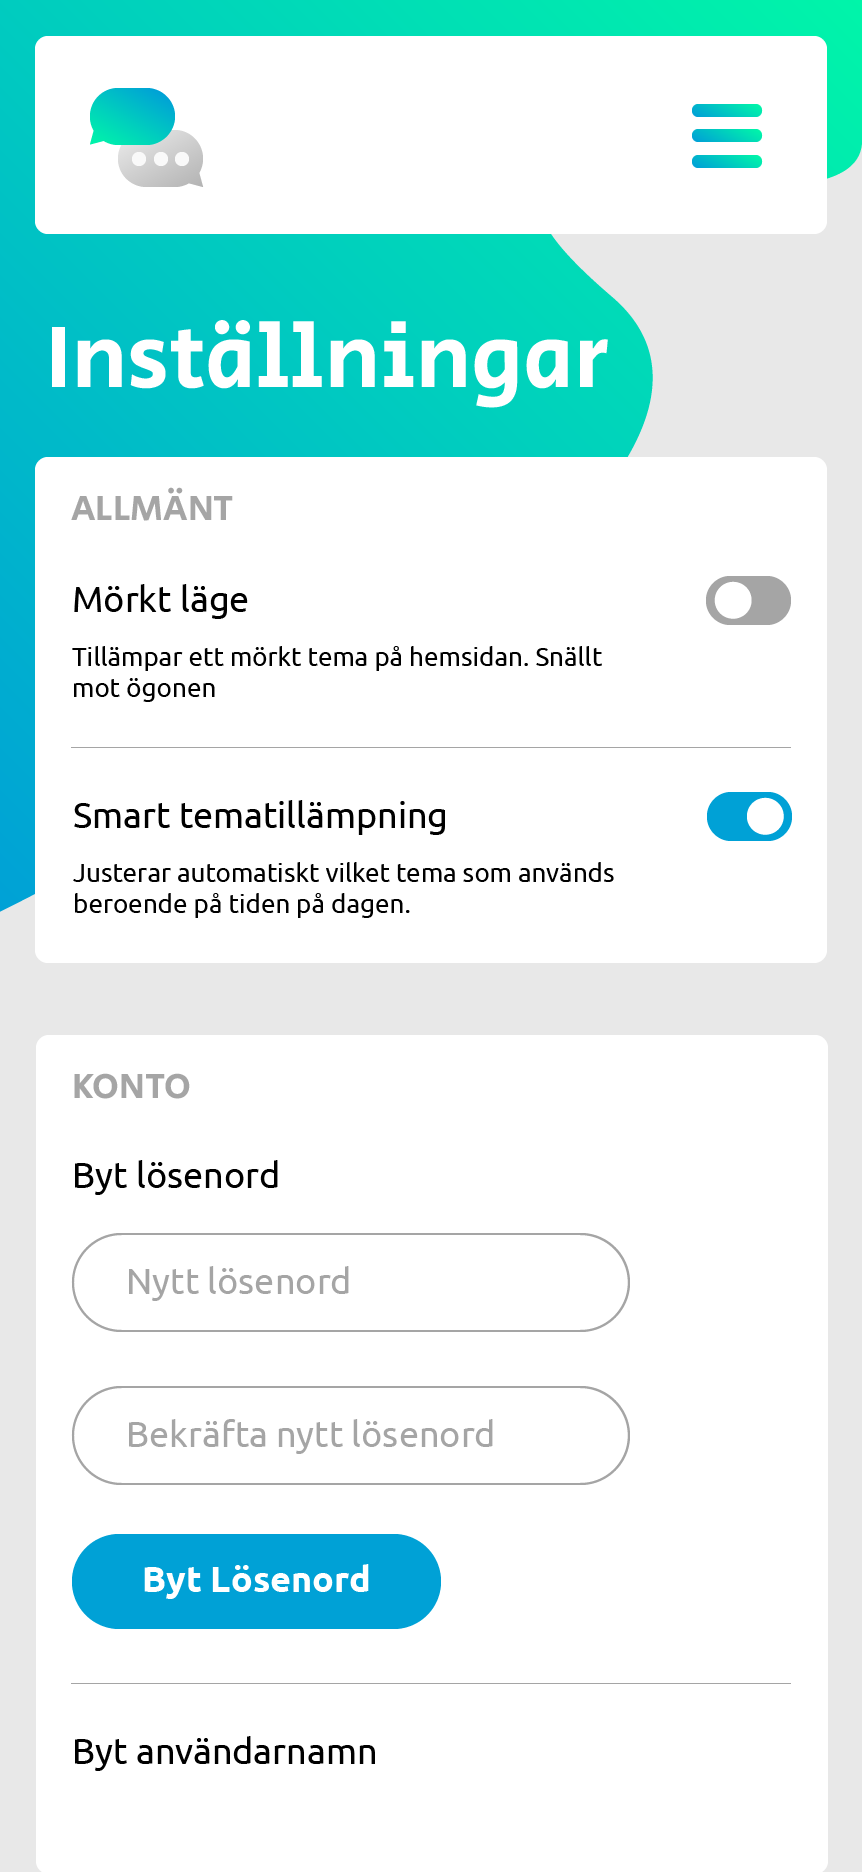 Inställningar
ALLMÄNT
Mörkt läge
Tillämpar ett mörkt tema på hemsidan. Snällt
mot ögonen
Smart tematillämpning
Justerar automatiskt vilket tema som används
beroende på tiden på dagen.
KONTO
Byt lösenord
Nytt lösenord
Bekräfta nytt lösenord
Byt Lösenord
Byt användarnamn